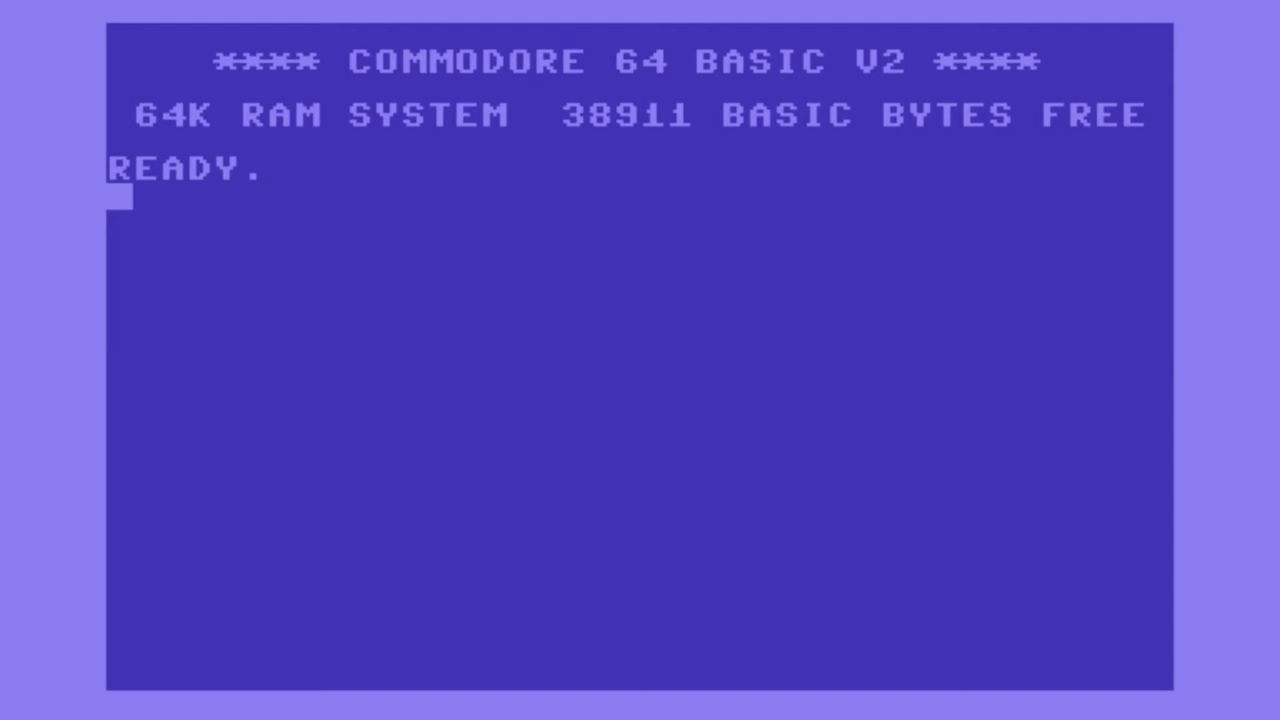 **** COMMODORE 64 BASIC V2 ****
64K RAM SYSTEM  38911 BASIC BYTES FREE
READY.